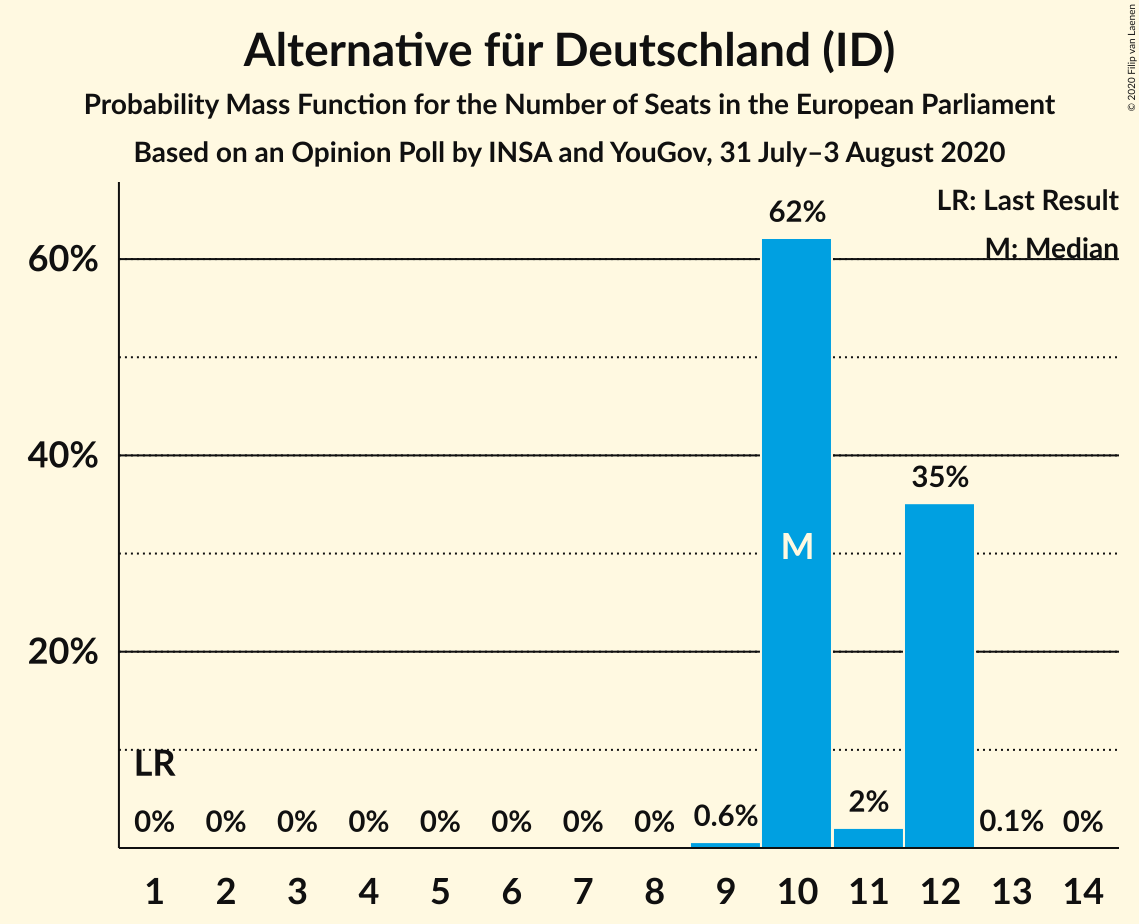 Alternative für Deutschland (ID)
Probability Mass Function for the Number of Seats in the European Parliament
Based on an Opinion Poll by INSA and YouGov, 31 July–3 August 2020
© 2020 Filip van Laenen
LR: Last Result
M: Median
62%
60%
40%
35%
M
20%
LR
0% 0% 0% 0% 0% 0% 0% 0% 0.6% 2% 0.1% 0%
1 2 3 4 5 6 7 8 9 10 11 12 13 14